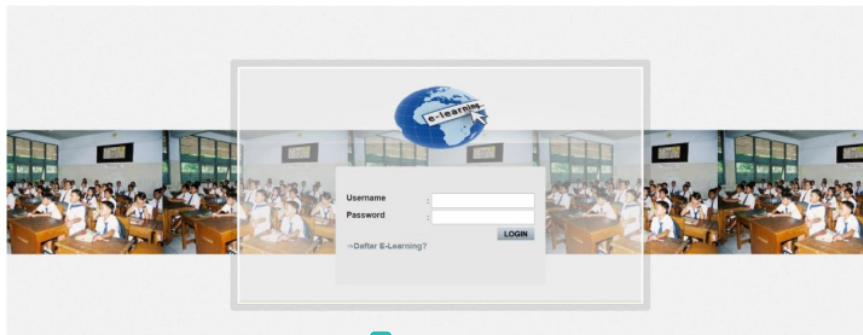 e-learning
Username :
Password :
LOGIN
⇒Daftar E-Learning?